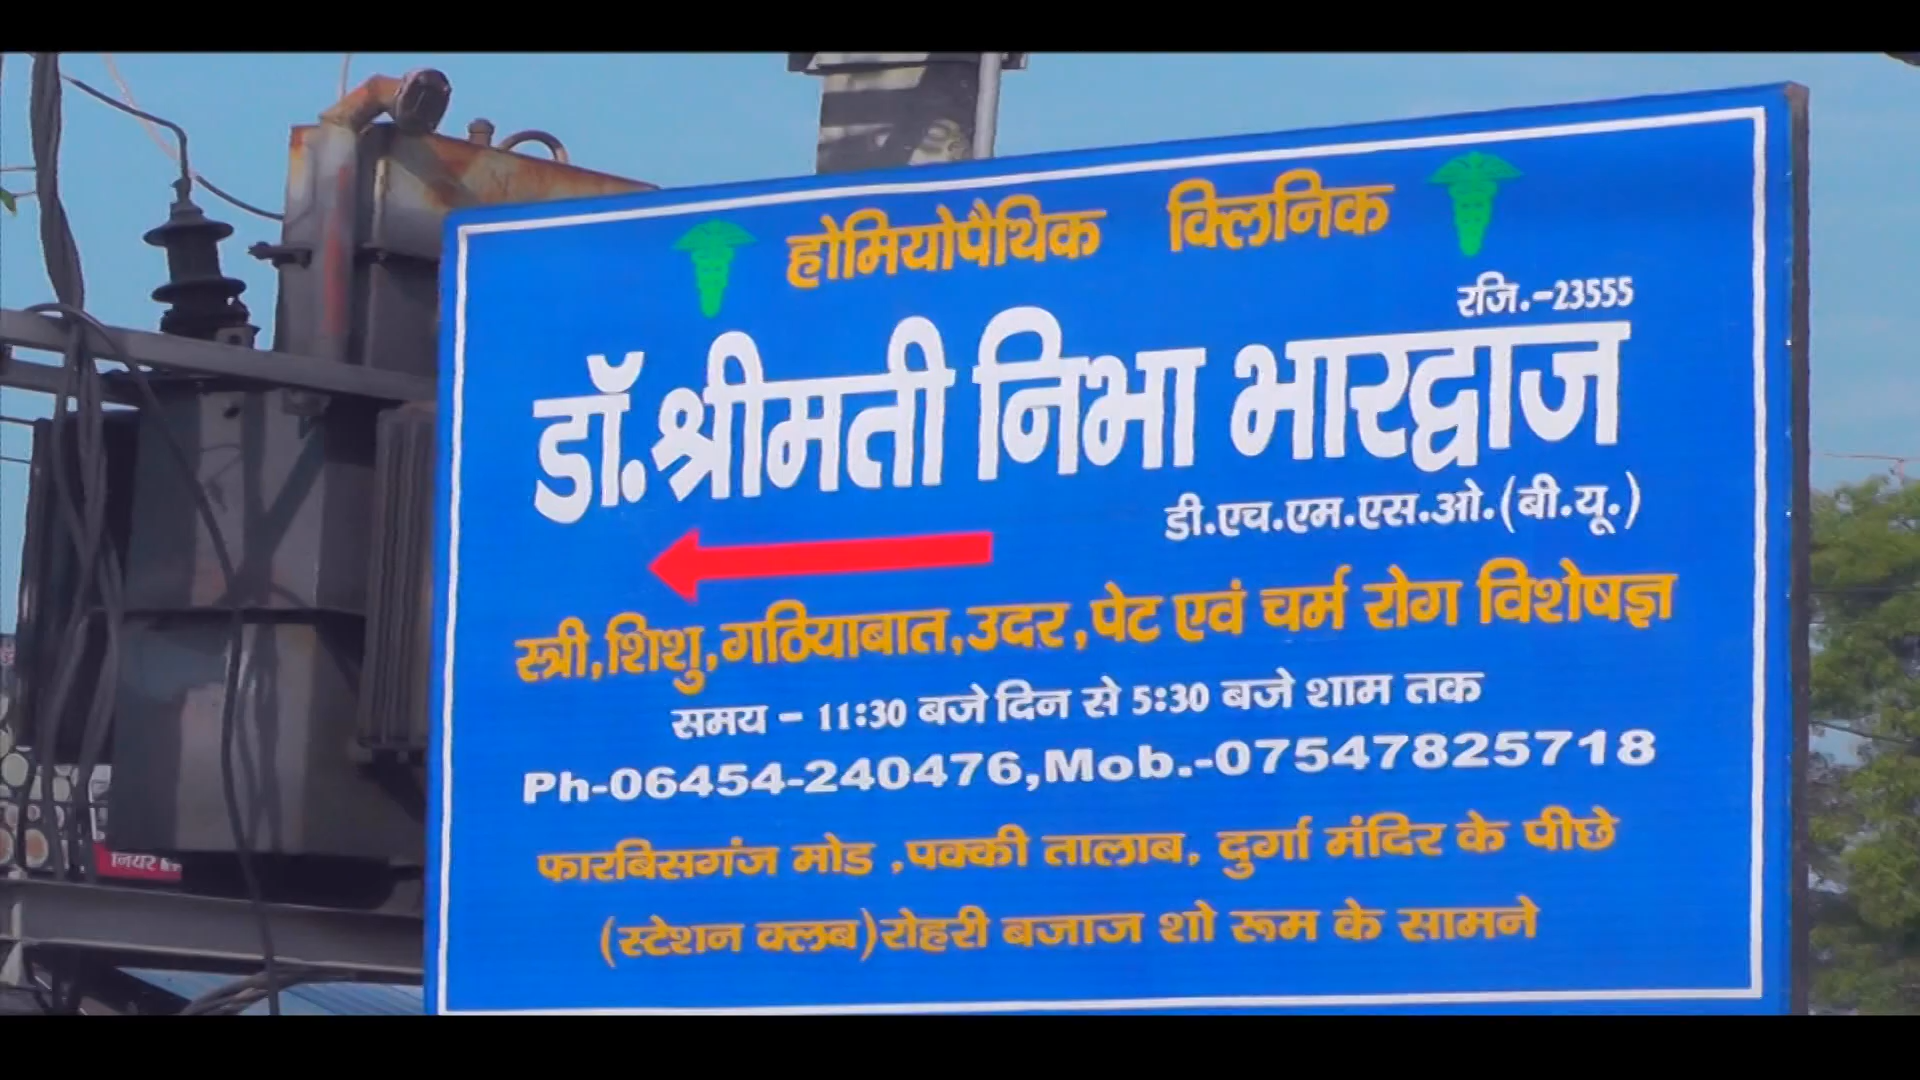 होमियोपैथिक क्लिनिक
रजि.-23555
डॉ.श्रीमती निभा भारद्वाज
डी.एच.एम.एस.ओ.(बी.यू.)
स्त्री,शिशु,गठियाबात,उदर,पेट एवं चर्म रोग विशेषज्ञ
समय - 11:30 बजे दिन से 5:30 बजे शाम तक
Ph-06454-240476,Mob.-07547825718
फारबिसगंज मोड ,पक्की तालाब, दुर्गा मंदिर के पीछे
(स्टेशन क्लब)रोहरी बजाज शो रूम के सामने
नियर